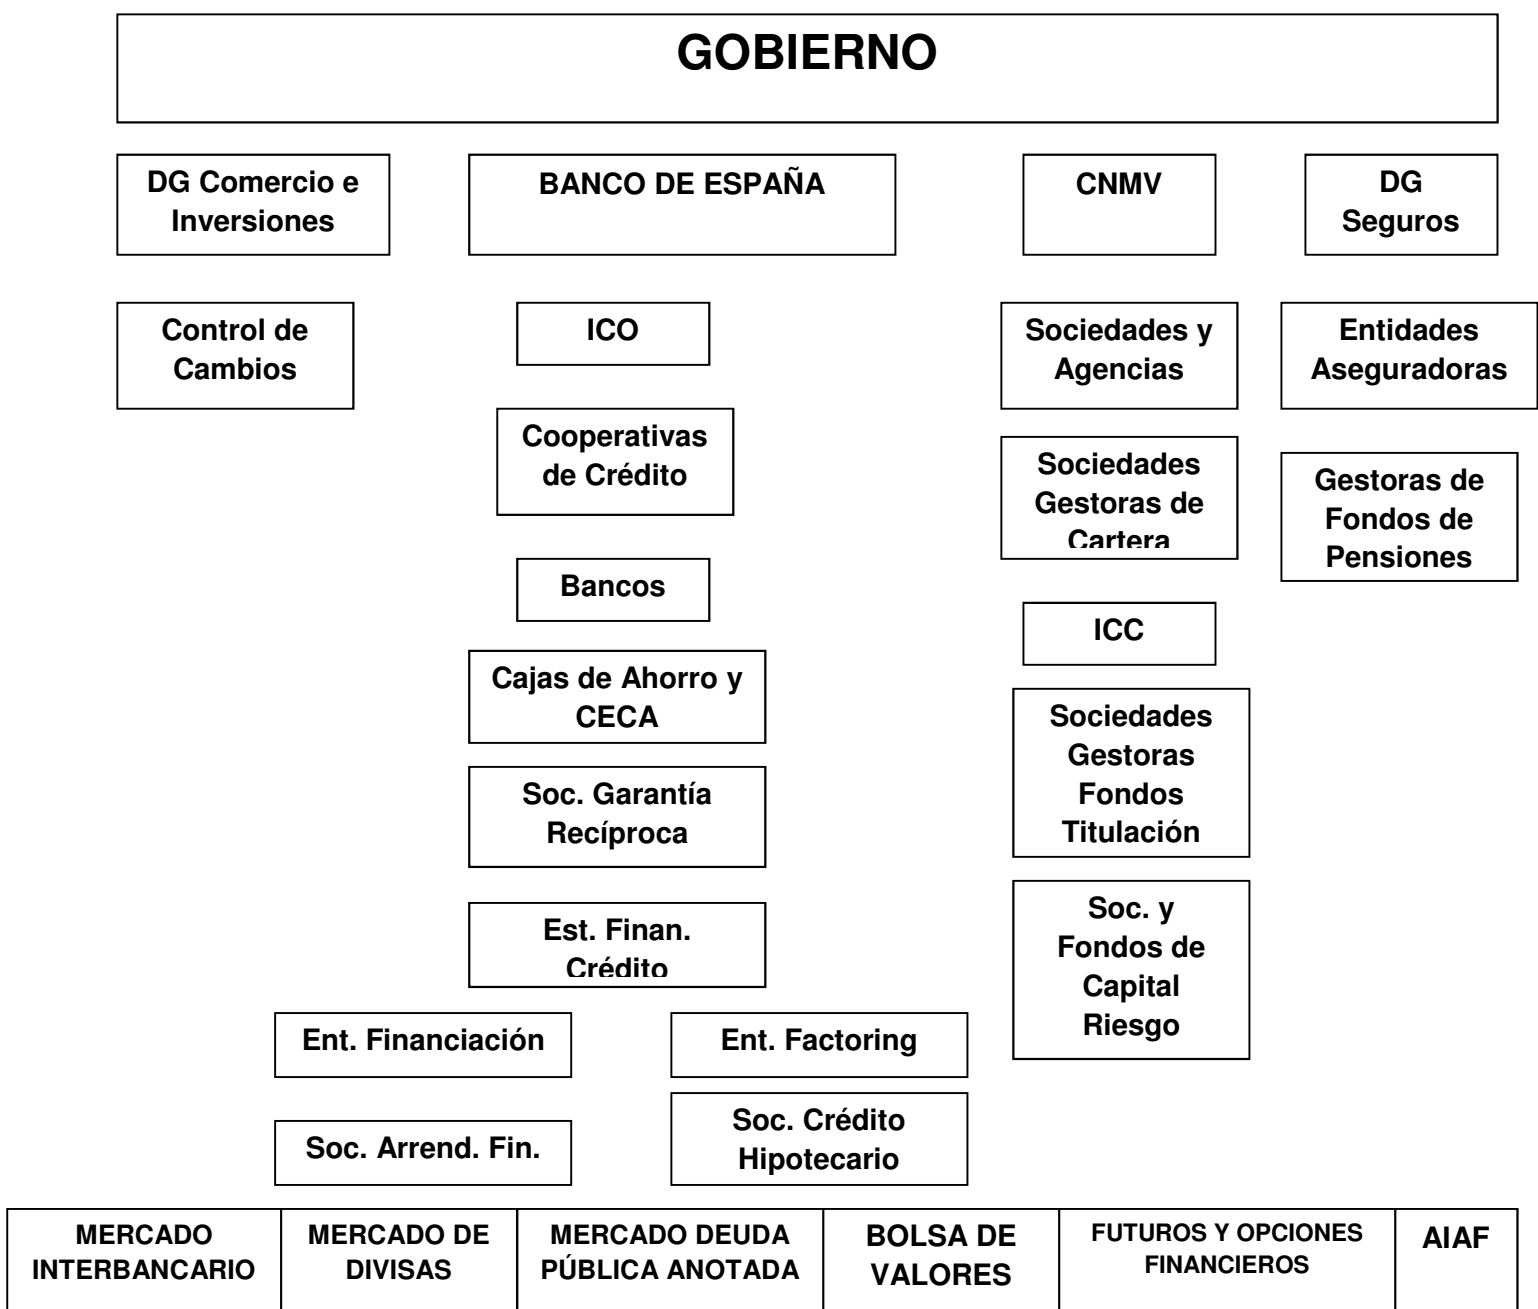 GOBIERNO
DG Comercio e
Inversiones
BANCO DE ESPAÑA
CNMV
DG
Seguros
Control de
Cambios
ICO
Sociedades y
Agencias
Entidades
Aseguradoras
Cooperativas
de Crédito
Sociedades
Gestoras de
Cartera
Gestoras de
Fondos de
Pensiones
Bancos
ICC
Cajas de Ahorro y
CECA
Sociedades
Gestoras
Fondos
Titulación
Soc. Garantía
Recíproca
Est. Finan.
Crédito
Soc. y
Fondos de
Capital
Riesgo
Ent. Financiación
Ent. Factoring
Soc. Arrend. Fin.
Soc. Crédito
Hipotecario
MERCADO
INTERBANCARIO
MERCADO DE
DIVISAS
MERCADO DEUDA
PÚBLICA ANOTADA
BOLSA DE
VALORES
FUTUROS Y OPCIONES
FINANCIEROS
AIAF